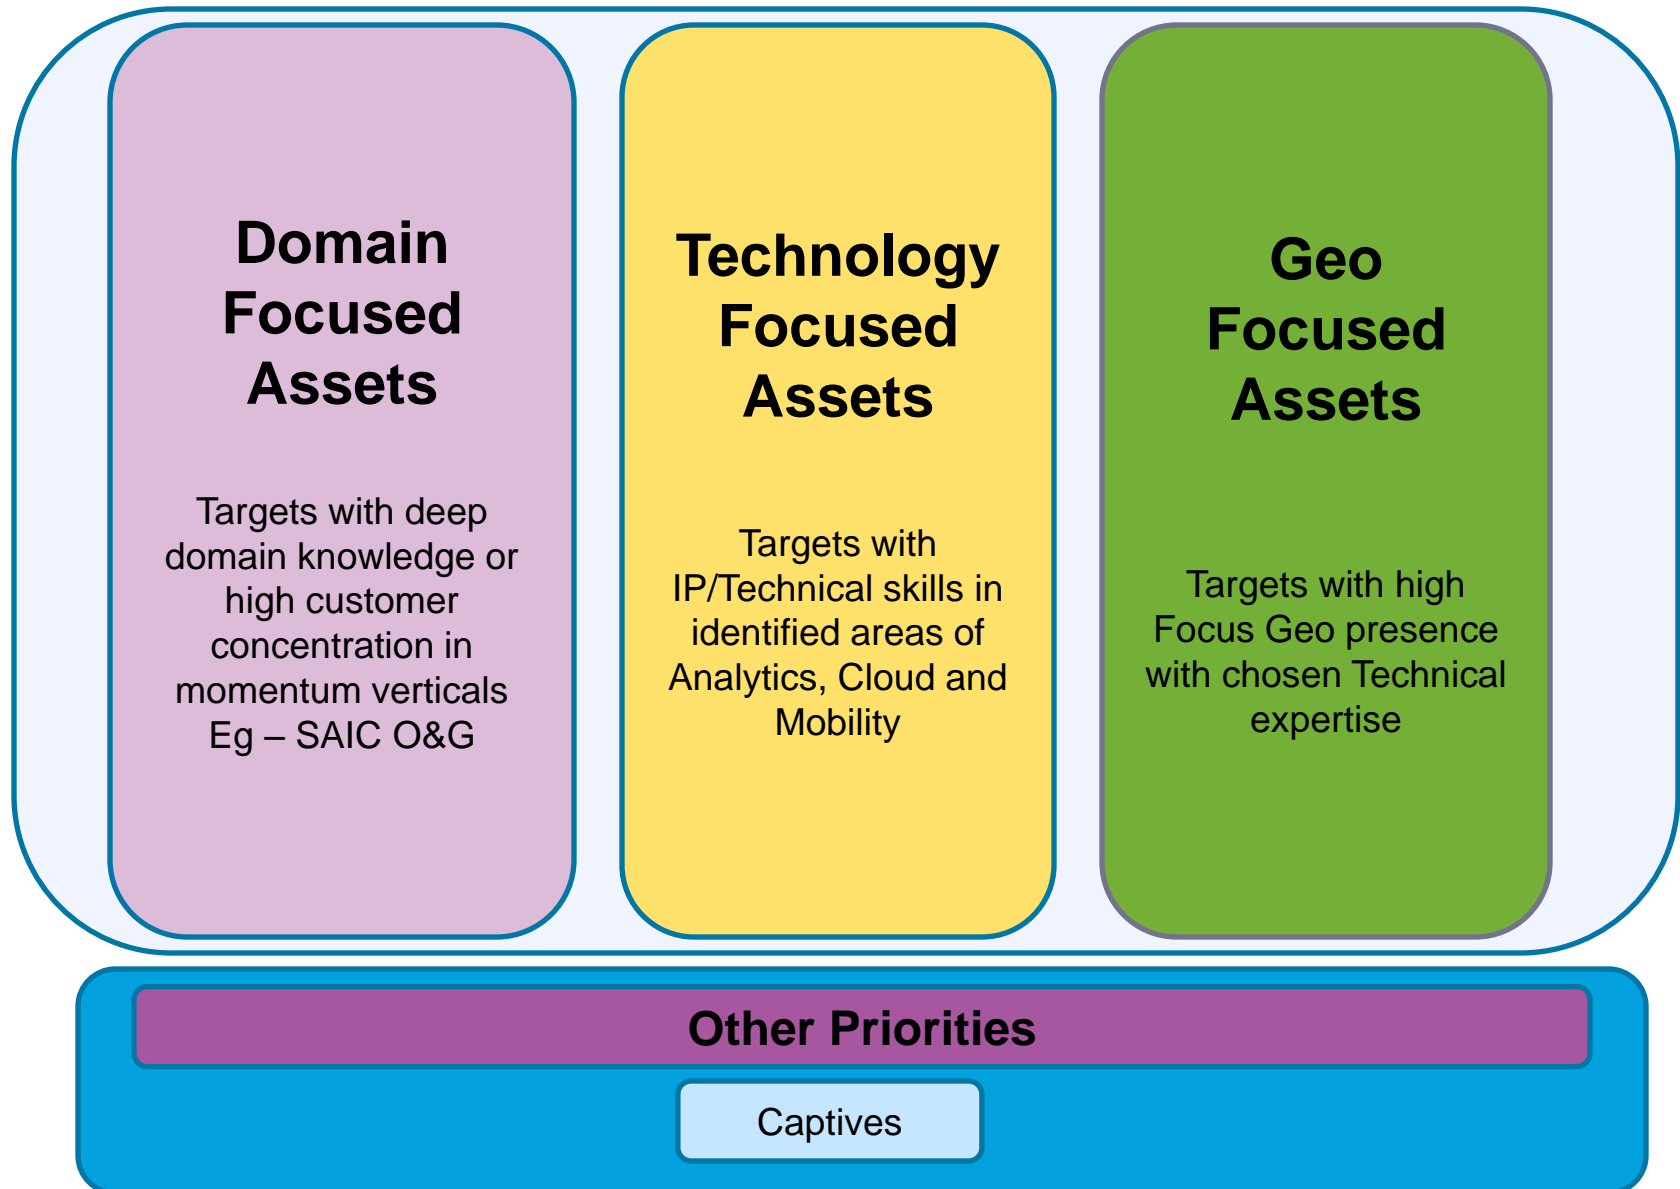 Domain
Focused
Assets
Targets with deep
domain knowledge or
high customer
concentration in
momentum verticals
Eg – SAIC O&G
Technology
Focused
Assets
Targets with
IP/Technical skills in
identified areas of
Analytics, Cloud and
Mobility
Geo
Focused
Assets
Targets with high
Focus Geo presence
with chosen Technical
expertise
Other Priorities
Captives